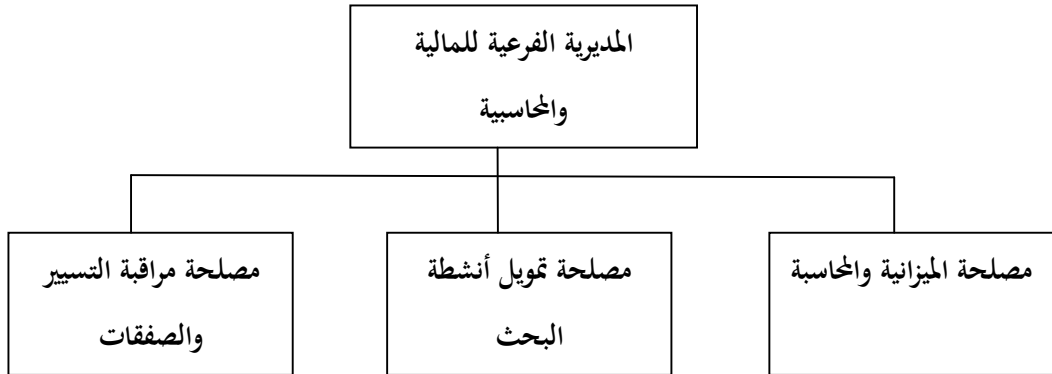 المديرية الفرعية للمالية
والمحاسبية
مصلحة الميزانية والمحاسبة
مصلحة تمويل أنشطة
البحث
مصلحة مراقبة التسيير
والصفقات